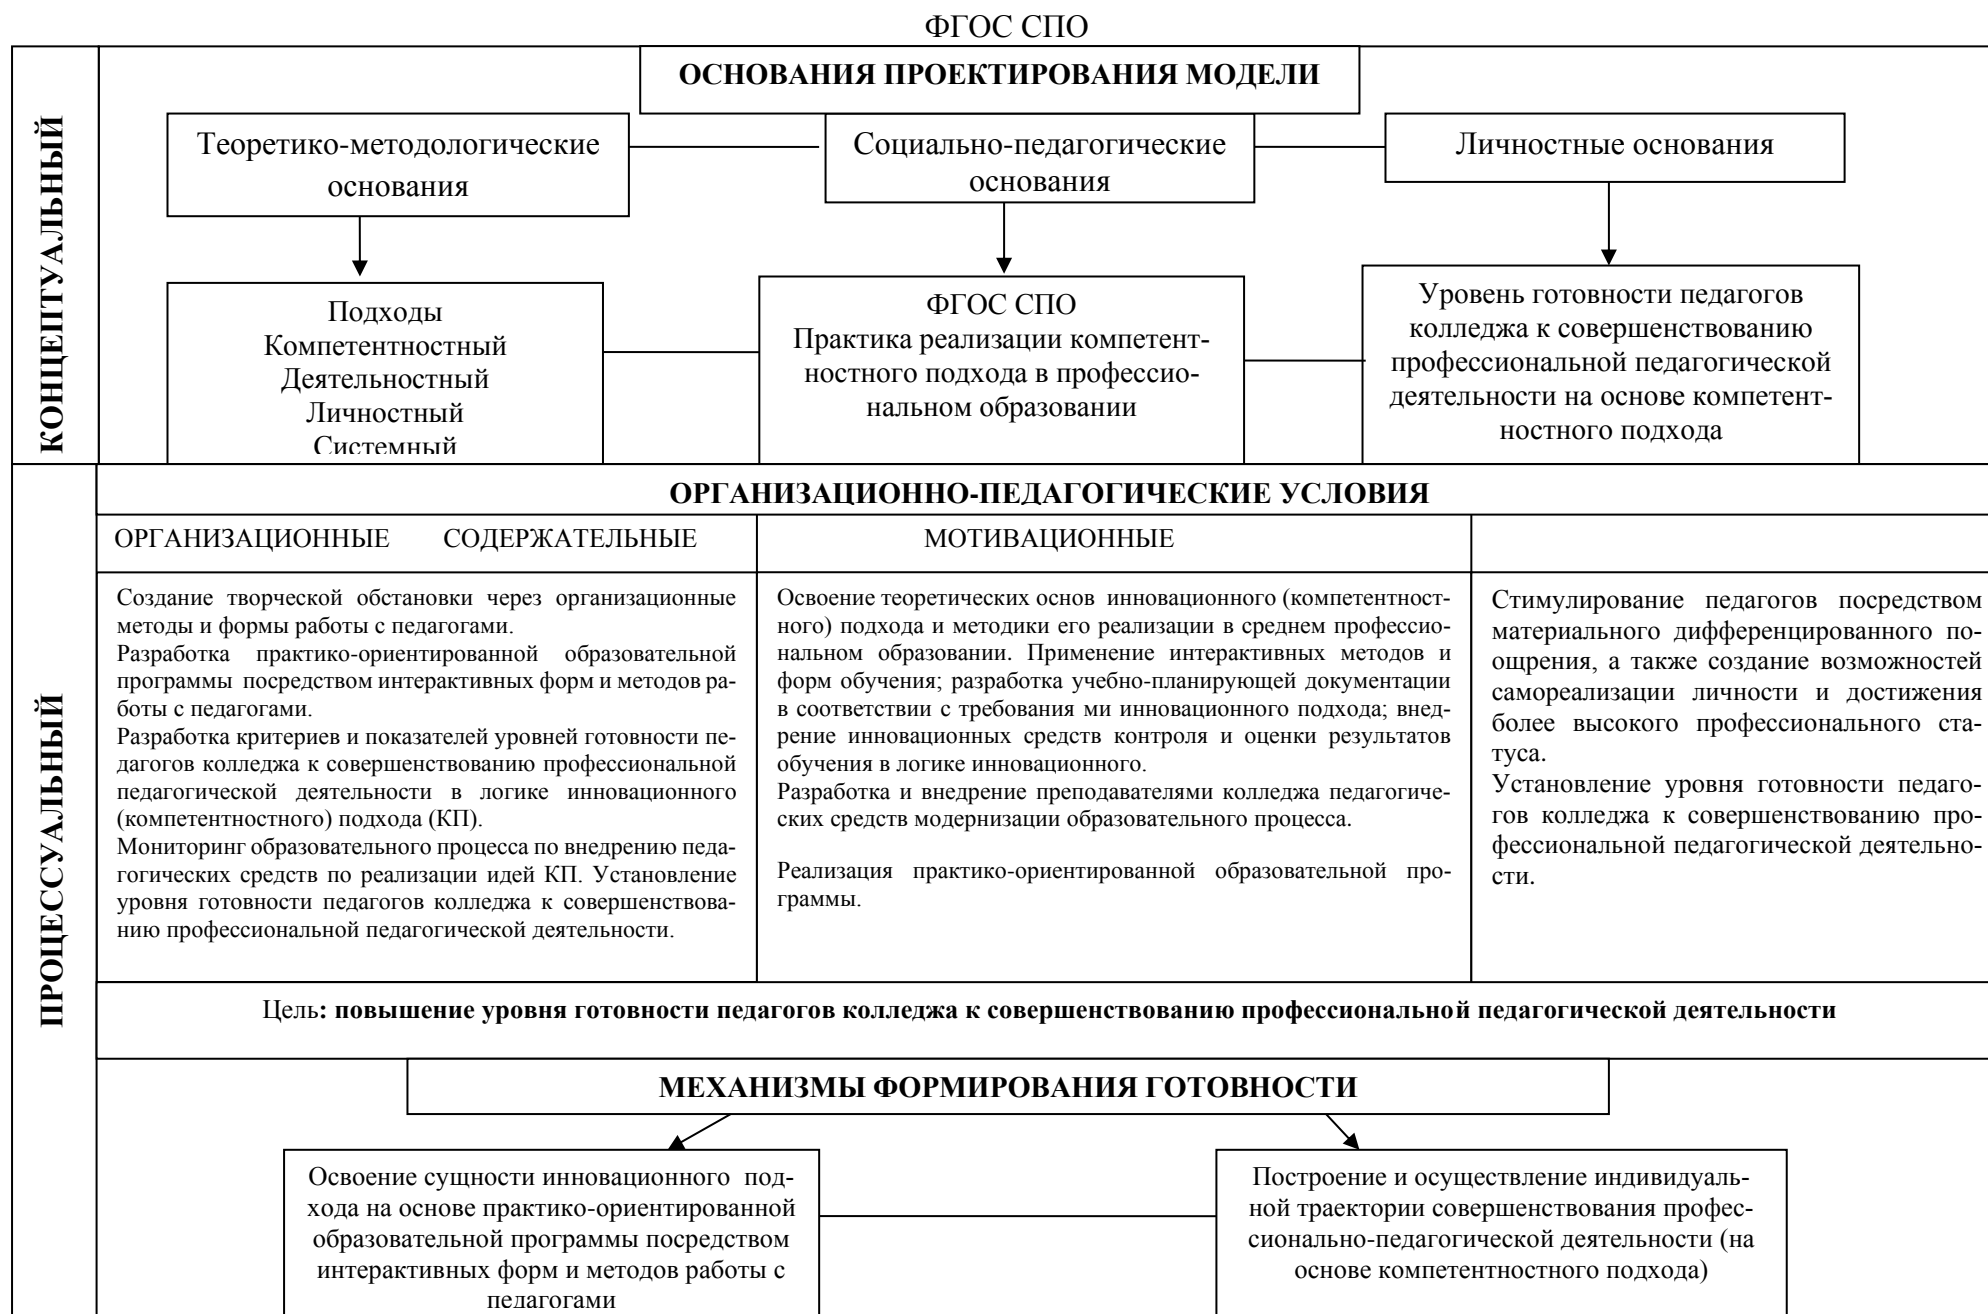 ФГОС СПО
ОСНОВАНИЯ ПРОЕКТИРОВАНИЯ МОДЕЛИ
КОНЦЕПТУАЛЬНЫЙ
Теоретико-методологические
основания
Социально-педагогические
основания
Личностные основания
Подходы
Компетентностный
Деятельностный
Личностный
Системный
ФГОС СПО
Практика реализации компетент-
ностного подхода в профессио-
нальном образовании
Уровень готовности педагогов
колледжа к совершенствованию
профессиональной педагогической
деятельности на основе компетент-
ностного подхода
ПРОЦЕССУАЛЬНЫЙ
ОРГАНИЗАЦИОННО-ПЕДАГОГИЧЕСКИЕ УСЛОВИЯ
ОРГАНИЗАЦИОННЫЕ СОДЕРЖАТЕЛЬНЫЕ МОТИВАЦИОННЫЕ
Создание творческой обстановки через организационные
методы и формы работы с педагогами.
Разработка практико-ориентированной образовательной
программы посредством интерактивных форм и методов ра-
боты с педагогами.
Разработка критериев и показателей уровней готовности пе-
дагогов колледжа к совершенствованию профессиональной
педагогической деятельности в логике инновационного
(компетентностного) подхода (КП).
Мониторинг образовательного процесса по внедрению педа-
гогических средств по реализации идей КП. Установление
уровня готовности педагогов колледжа к совершенствова-
нию профессиональной педагогической деятельности.
Освоение теоретических основ инновационного (компетентност-
ного) подхода и методики его реализации в среднем профессио-
нальном образовании. Применение интерактивных методов и
форм обучения; разработка учебно-планирующей документации
в соответствии с требования ми инновационного подхода; внед-
рение инновационных средств контроля и оценки результатов
обучения в логике инновационного.
Разработка и внедрение преподавателями колледжа педагогиче-
ских средств модернизации образовательного процесса.
Реализация практико-ориентированной образовательной про-
граммы.
Стимулирование педагогов посредством
материального дифференцированного по-
ощрения, а также создание возможностей
самореализации личности и достижения
более высокого профессионального ста-
туса.
Установление уровня готовности педаго-
гов колледжа к совершенствованию про-
фессиональной педагогической деятельно-
сти.
Цель: повышение уровня готовности педагогов колледжа к совершенствованию профессиональной педагогической деятельности
МЕХАНИЗМЫ ФОРМИРОВАНИЯ ГОТОВНОСТИ
Освоение сущности инновационного под-
хода на основе практико-ориентированной
образовательной программы посредством
интерактивных форм и методов работы с
педагогами
Построение и осуществление индивидуаль-
ной траектории совершенствования профес-
сионально-педагогической деятельности (на
основе компетентностного подхода)